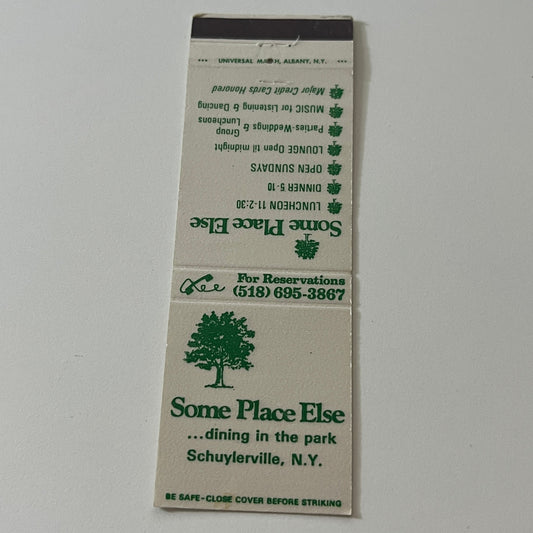 *** UNIVERSAL MATCH, ALBANY, N.Y. ***
Some Place Else
LUNCHEON 11-2:30
DINNER 5-10
OPEN SUNDAYS
LOUNGE Open til midnight
Parties-Weddings & Group
Luncheons
MUSIC for Listening & Dancing
Major Credit Cards Honored
Lee
For Reservations
(518) 695-3867
Some Place Else
...dining in the park
Schuylerville, N.Y.
BE SAFE-CLOSE COVER BEFORE STRIKING